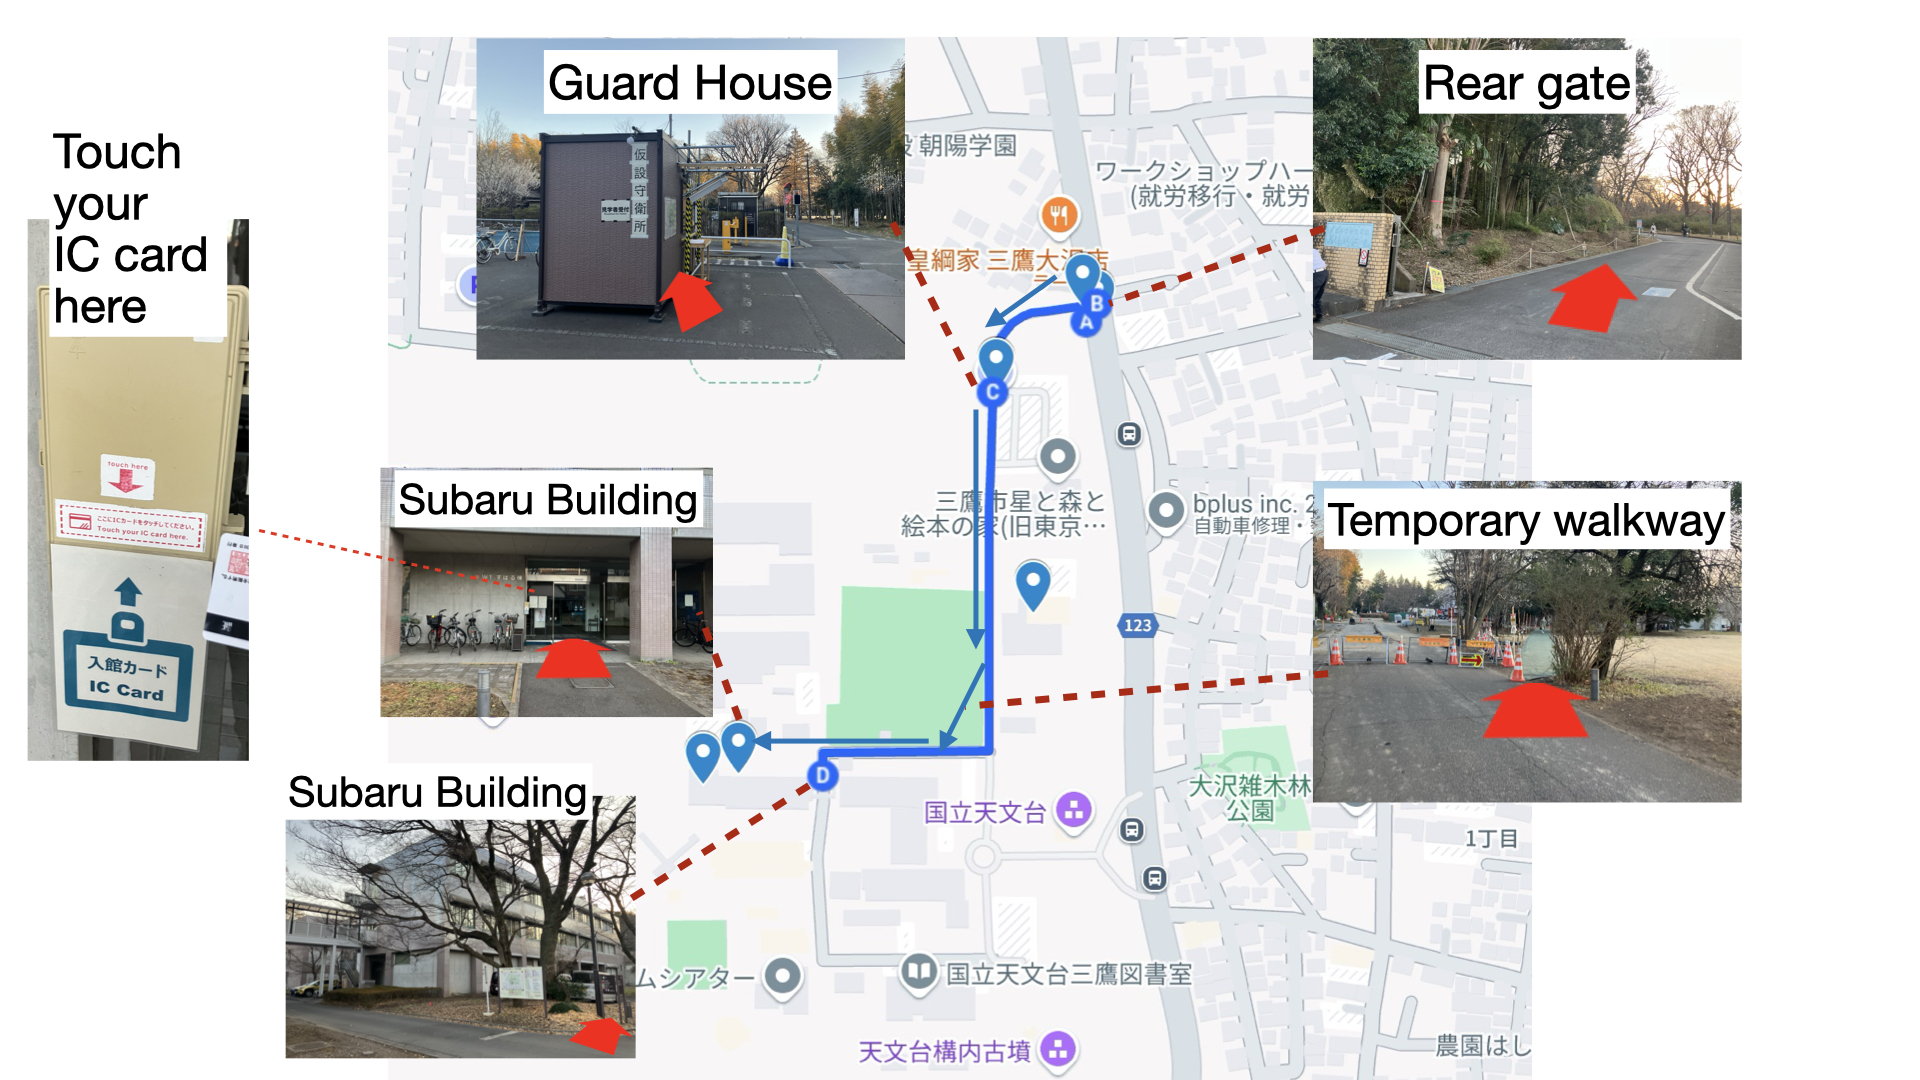 Guard House
Rear gate
Touch
your
IC card
here
仮設守衛所
見学者受付
朝陽学園
ワークショップハー
(就労移行・就労
皇綱家 三鷹大沢店
B
A
C
touch here
ここにICカードをタッチしてください。
Touch your IC card here.
入館カード
IC Card
Subaru Building
三鷹市星と森と
絵本の家(旧東京…
bplus inc. 2
自動車修理・
Temporary walkway
123
D
Subaru Building
国立天文台
大沢雑木林
公園
1丁目
ムシアター
国立天文台三鷹図書室
天文台構内古墳
農園はし